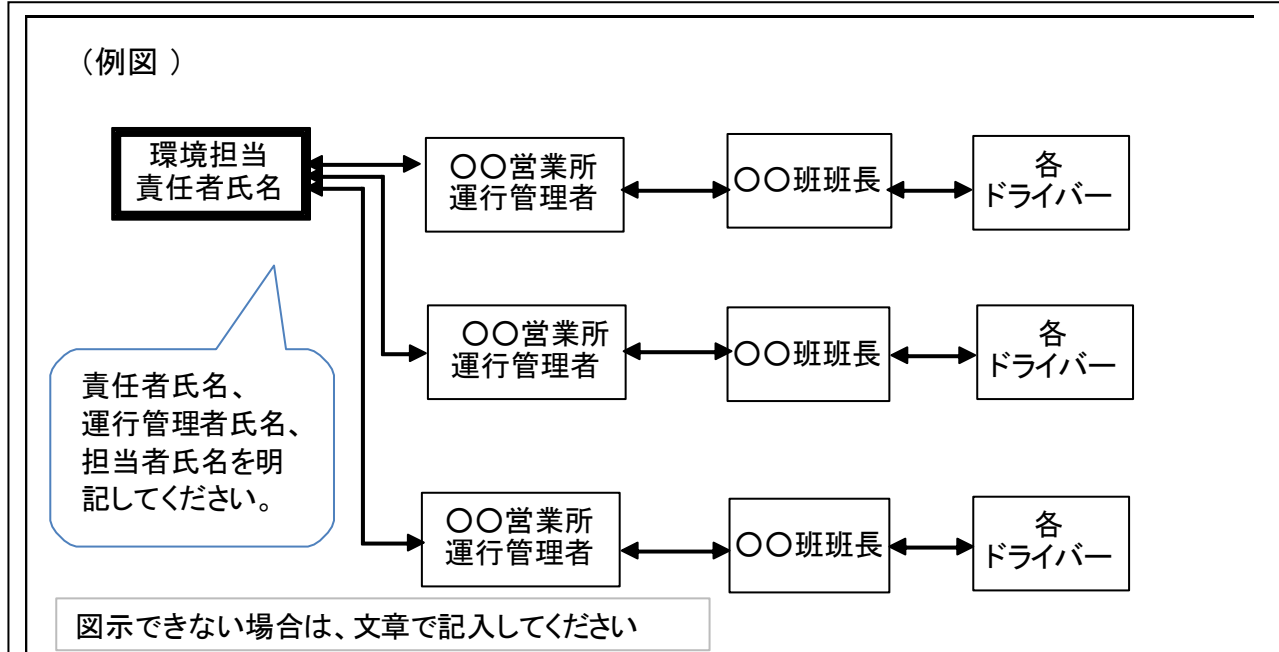 （例図 ）
環境担当
責任者氏名
〇〇営業所
運行管理者
〇〇班班長
各
ドライバー
〇〇営業所
運行管理者
〇〇班班長
各
ドライバー
責任者氏名、
運行管理者氏名、
担当者氏名を明
記してください。
〇〇営業所
運行管理者
〇〇班班長
各
ドライバー
図示できない場合は、文章で記入してください